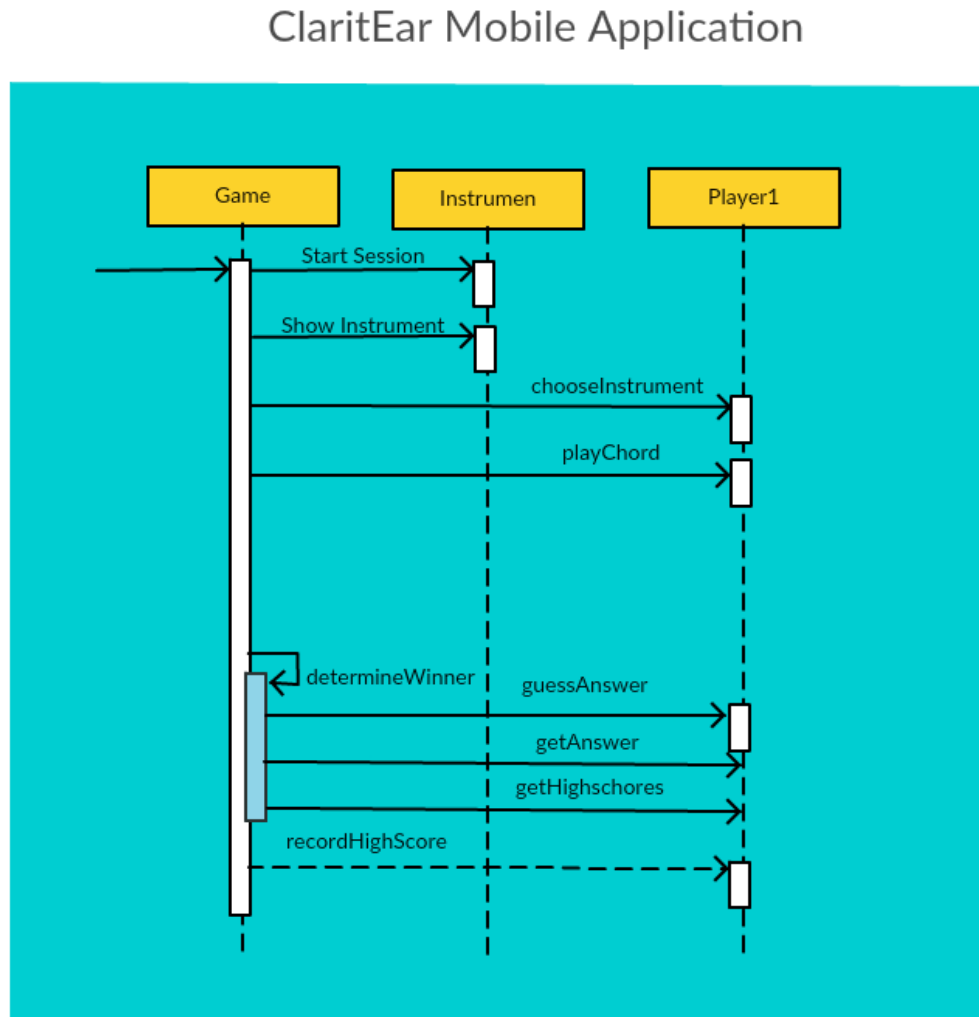 ClaritEar Mobile Application
Game
Instrumen
Player1
Start Session
Show Instrument
chooseInstrument
playChord
determineWinner
guessAnswer
getAnswer
getHighschores
recordHighScore